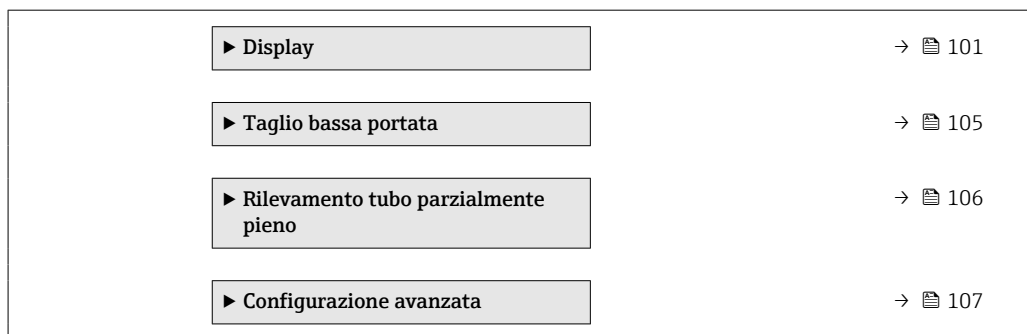 ▶ Display → 101
▶ Taglio bassa portata → 105
▶ Rilevamento tubo parzialmente → 106
pieno
▶ Configurazione avanzata → 107